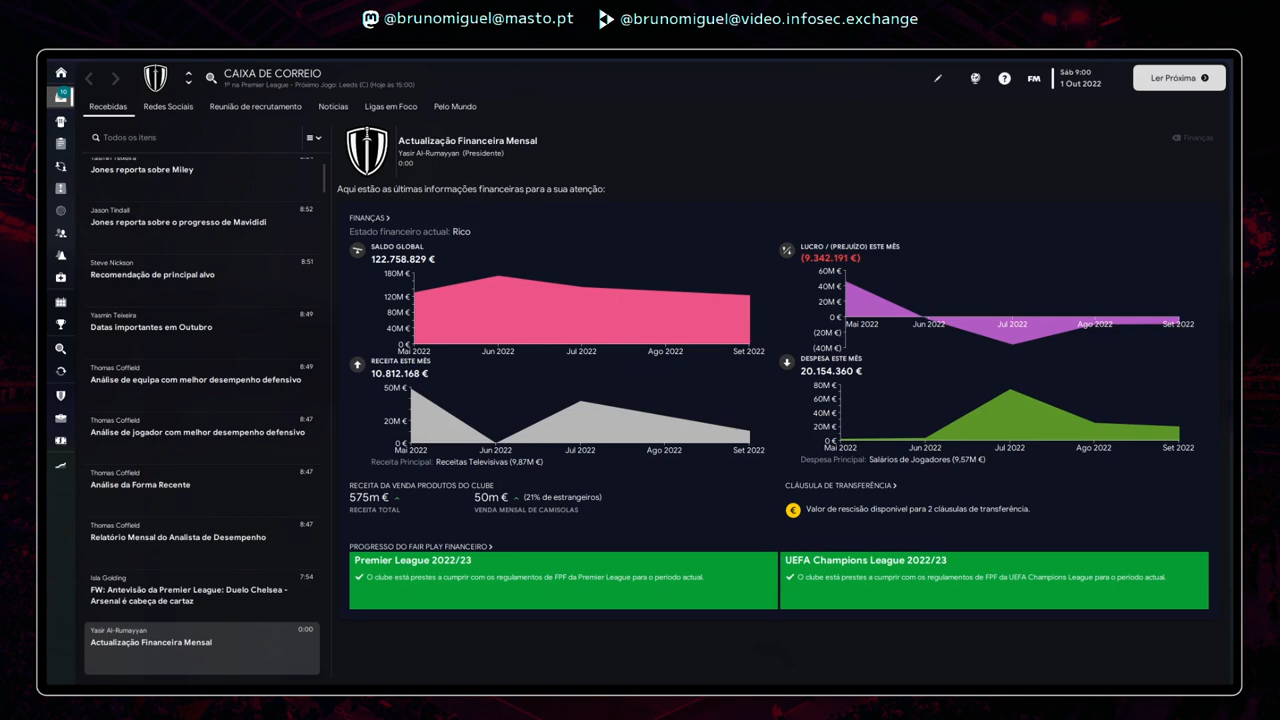 @brunomiguel@masto.pt
@brunomiguel@video.infosec.exchange
CAIXA DE CORREIO
1º na Premier League - Próximo Jogo: Leeds (C) (Hoje às 15:00)
FM
Sáb 9:00
1 Out 2022
Ler Próxima
10
Recebidas
Redes Sociais
Reunião de recrutamento
Notícias
Ligas em Foco
Pelo Mundo
Todos os itens
Yasmin Teixeira
Jones reporta sobre Miley
Jason Tindall
8:52
Jones reporta sobre o progresso de Mavididi
Steve Nickson
8:51
Recomendação de principal alvo
Yasmin Teixeira
8:49
Datas importantes em Outubro
Thomas Coffield
8:49
Análise de equipa com melhor desempenho defensivo
Thomas Coffield
8:47
Análise de jogador com melhor desempenho defensivo
Thomas Coffield
8:47
Análise da Forma Recente
Thomas Coffield
8:47
Relatório Mensal do Analista de Desempenho
Isla Golding
7:54
FW: Antevisão da Premier League: Duelo Chelsea -
Arsenal é cabeça de cartaz
Yasir Al-Rumayyan
0:00
Actualização Financeira Mensal
Actualização Financeira Mensal
Yasir Al-Rumayyan (Presidente)
0:00
Finanças
Aqui estão as últimas informações financeiras para a sua atenção:
FINANÇAS
Estado financeiro actual: Rico
SALDO GLOBAL
122.758.829 €
180M €
120M €
80M €
40M €
0 €
Mai 2022
Jun 2022
Jul 2022
Ago 2022
Set 2022
LUCRO / (PREJUÍZO) ESTE MÊS
(9.342.191 €)
60M €
40M €
20M €
0 €
(20M €)
(40M €)
Mai 2022
Jun 2022
Jul 2022
Ago 2022
Set 2022
RECEITA ESTE MÊS
10.812.168 €
50M €
20M €
0 €
Mai 2022
Jun 2022
Jul 2022
Ago 2022
Set 2022
Receita Principal: Receitas Televisivas (9,87M €)
DESPESA ESTE MÊS
20.154.360 €
80M €
60M €
40M €
20M €
0 €
Mai 2022
Jun 2022
Jul 2022
Ago 2022
Set 2022
Despesa Principal: Salários de Jogadores (9,57M €)
RECEITA DA VENDA PRODUTOS DO CLUBE
575m €
RECEITA TOTAL
50m € (21% de estrangeiros)
VENDA MENSAL DE CAMISOLAS
CLÁUSULA DE TRANSFERÊNCIA
€
Valor de rescisão disponível para 2 cláusulas de transferência.
PROGRESSO DO FAIR PLAY FINANCEIRO
Premier League 2022/23
O clube está prestes a cumprir com os regulamentos de FPF da Premier League para o período actual.
UEFA Champions League 2022/23
O clube está prestes a cumprir com os regulamentos de FPF da UEFA Champions League para o período actual.